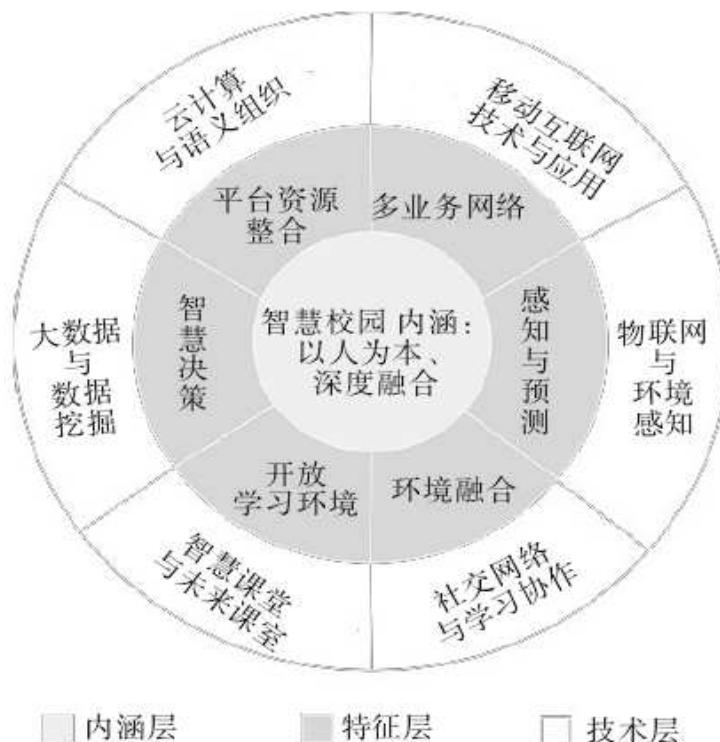 云计算
与语义组织
移动互联网
技术与应用
平台资源
整合
多业务网络
大数据
与
数据
挖掘
智慧决策
智慧校园 内涵：
以人为本、
深度融合
感知与预测
物联网
与
环境
感知
开放
学习环境
环境融合
智慧课堂
与未来课室
社交网络
与学习协作
内涵层
特征层
技术层